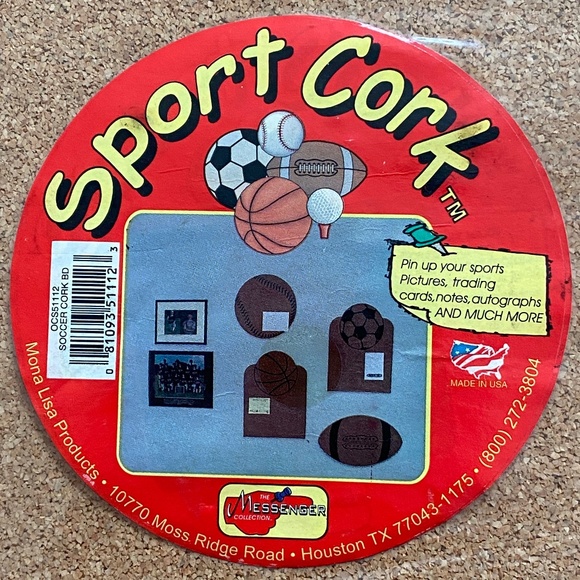 Sport Cork™
OCS51112
SOCCER CORK BD
0 81093 51112 3
Pin up your sports
Pictures, trading
cards, notes, autographs
AND MUCH MORE
MADE IN USA
THE
MESSENGER
COLLECTION
Mona Lisa Products • 10770 Moss Ridge Road • Houston TX 77043-1175 • (800) 272-3804